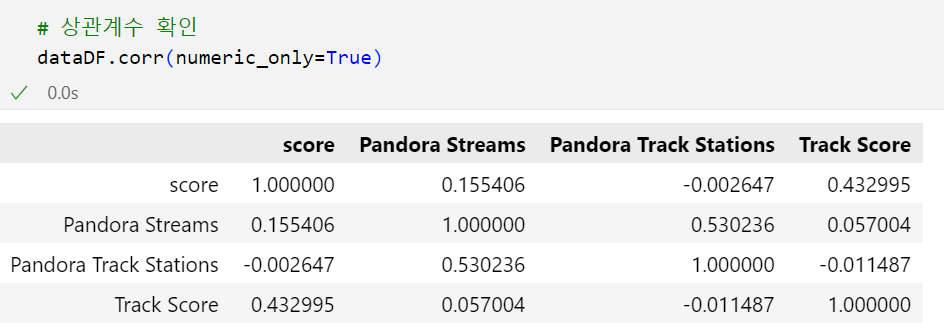 # 상관계수 확인
dataDF.corr(numeric_only=True)
✓ 0.0s
score Pandora Streams Pandora Track Stations Track Score
score 1.000000 0.155406 -0.002647 0.432995
Pandora Streams 0.155406 1.000000 0.530236 0.057004
Pandora Track Stations -0.002647 0.530236 1.000000 -0.011487
Track Score 0.432995 0.057004 -0.011487 1.000000